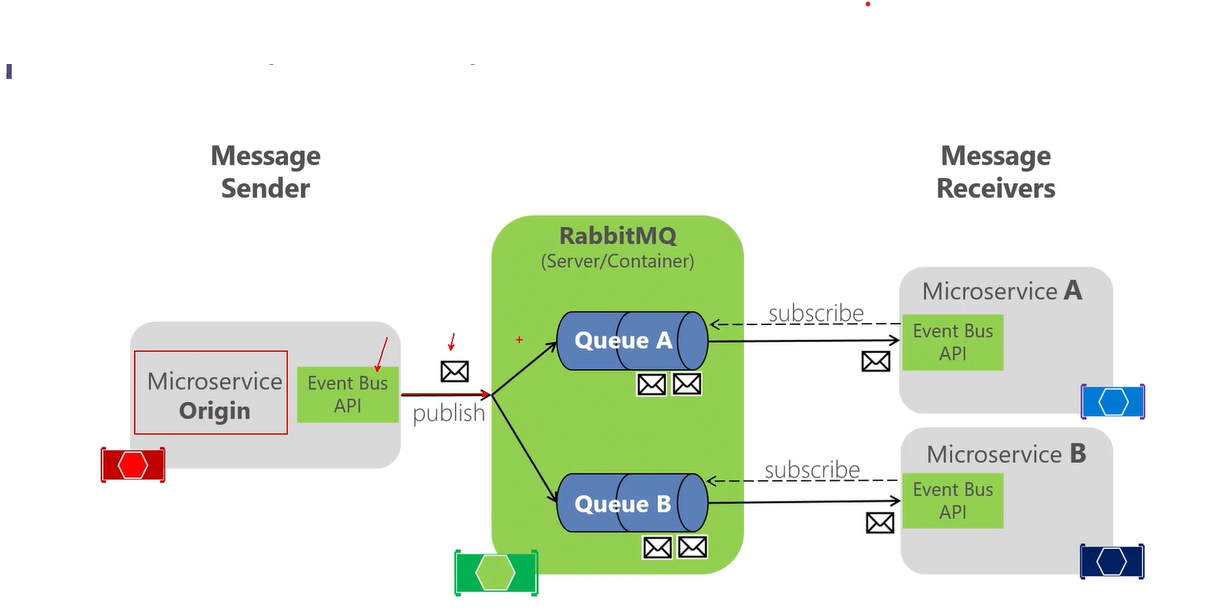 Message
Sender
Message
Receivers
RabbitMQ
(Server/Container)
Microservice
Origin
Event Bus
API
publish
Queue A
Queue B
subscribe
subscribe
Microservice A
Event Bus
API
Microservice B
Event Bus
API